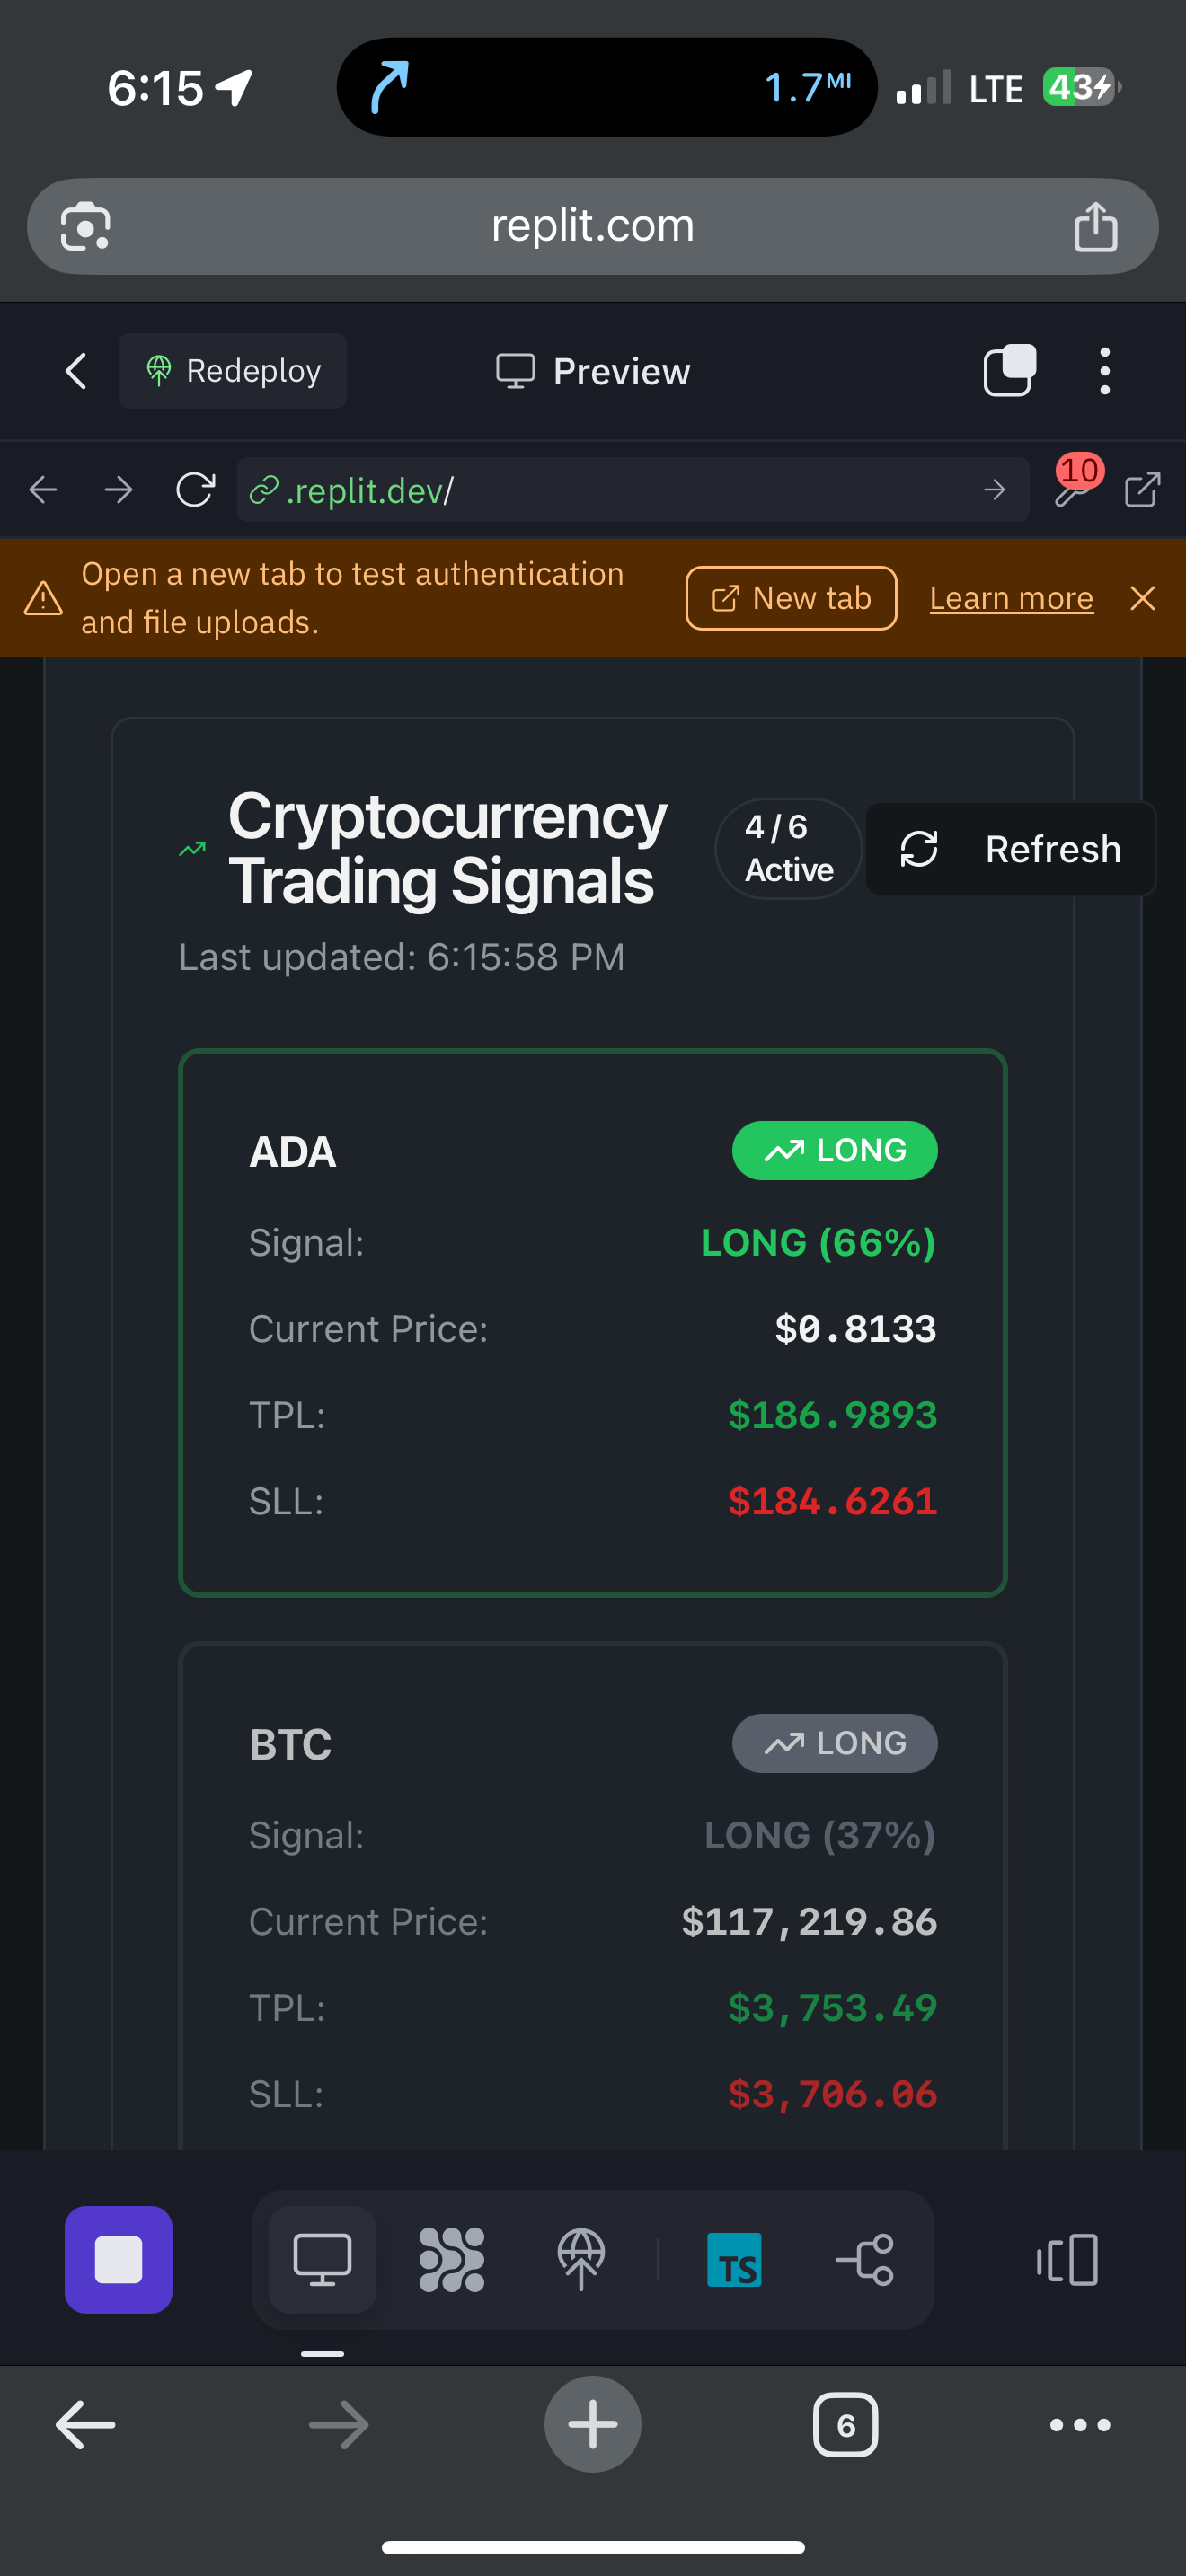 6:15
1.7 MI
LTE
43
replit.com
Redeploy
Preview
.replit.dev/
10
Open a new tab to test authentication
and file uploads.
New tab
Learn more
Cryptocurrency
Trading Signals
4 / 6
Active
Refresh
Last updated: 6:15:58 PM
ADA
LONG
Signal:
LONG (66%)
Current Price:
$0.8133
TPL:
$186.9893
SLL:
$184.6261
BTC
LONG
Signal:
LONG (37%)
Current Price:
$117,219.86
TPL:
$3,753.49
SLL:
$3,706.06
TS
6